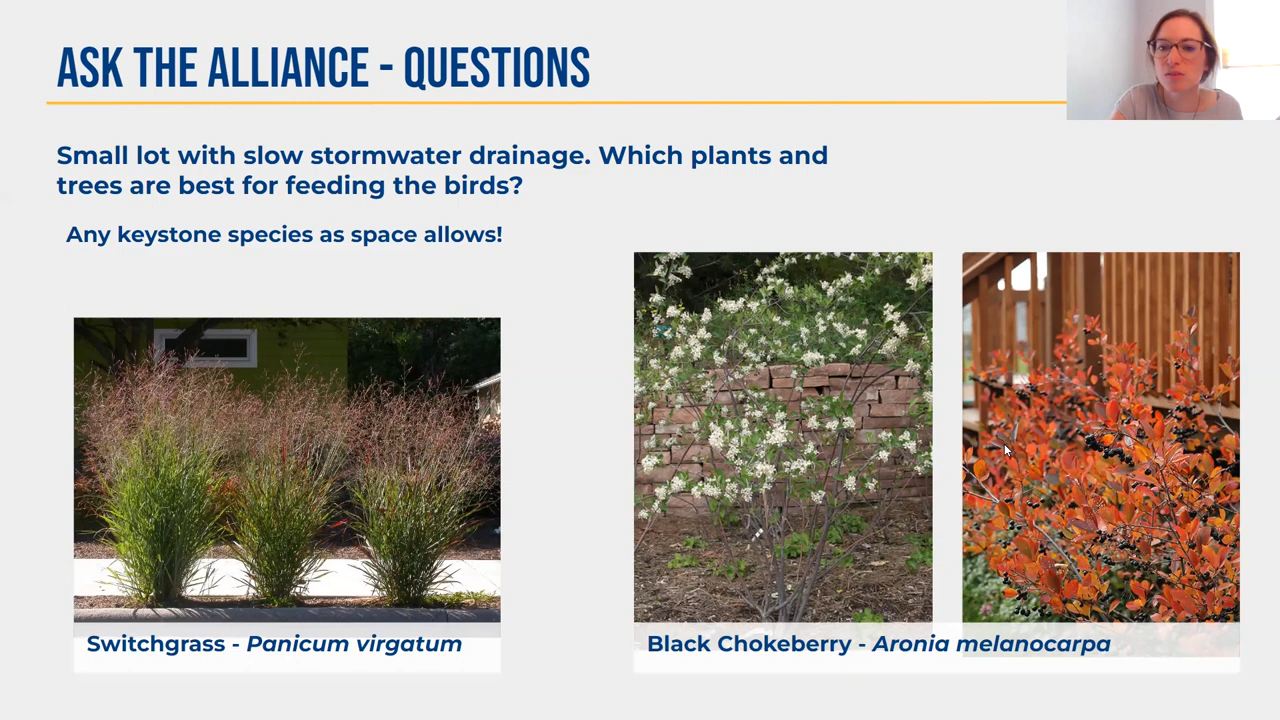 ASK THE ALLIANCE - QUESTIONS
Small lot with slow stormwater drainage. Which plants and
trees are best for feeding the birds?
Any keystone species as space allows!
Switchgrass - Panicum virgatum
Black Chokeberry - Aronia melanocarpa